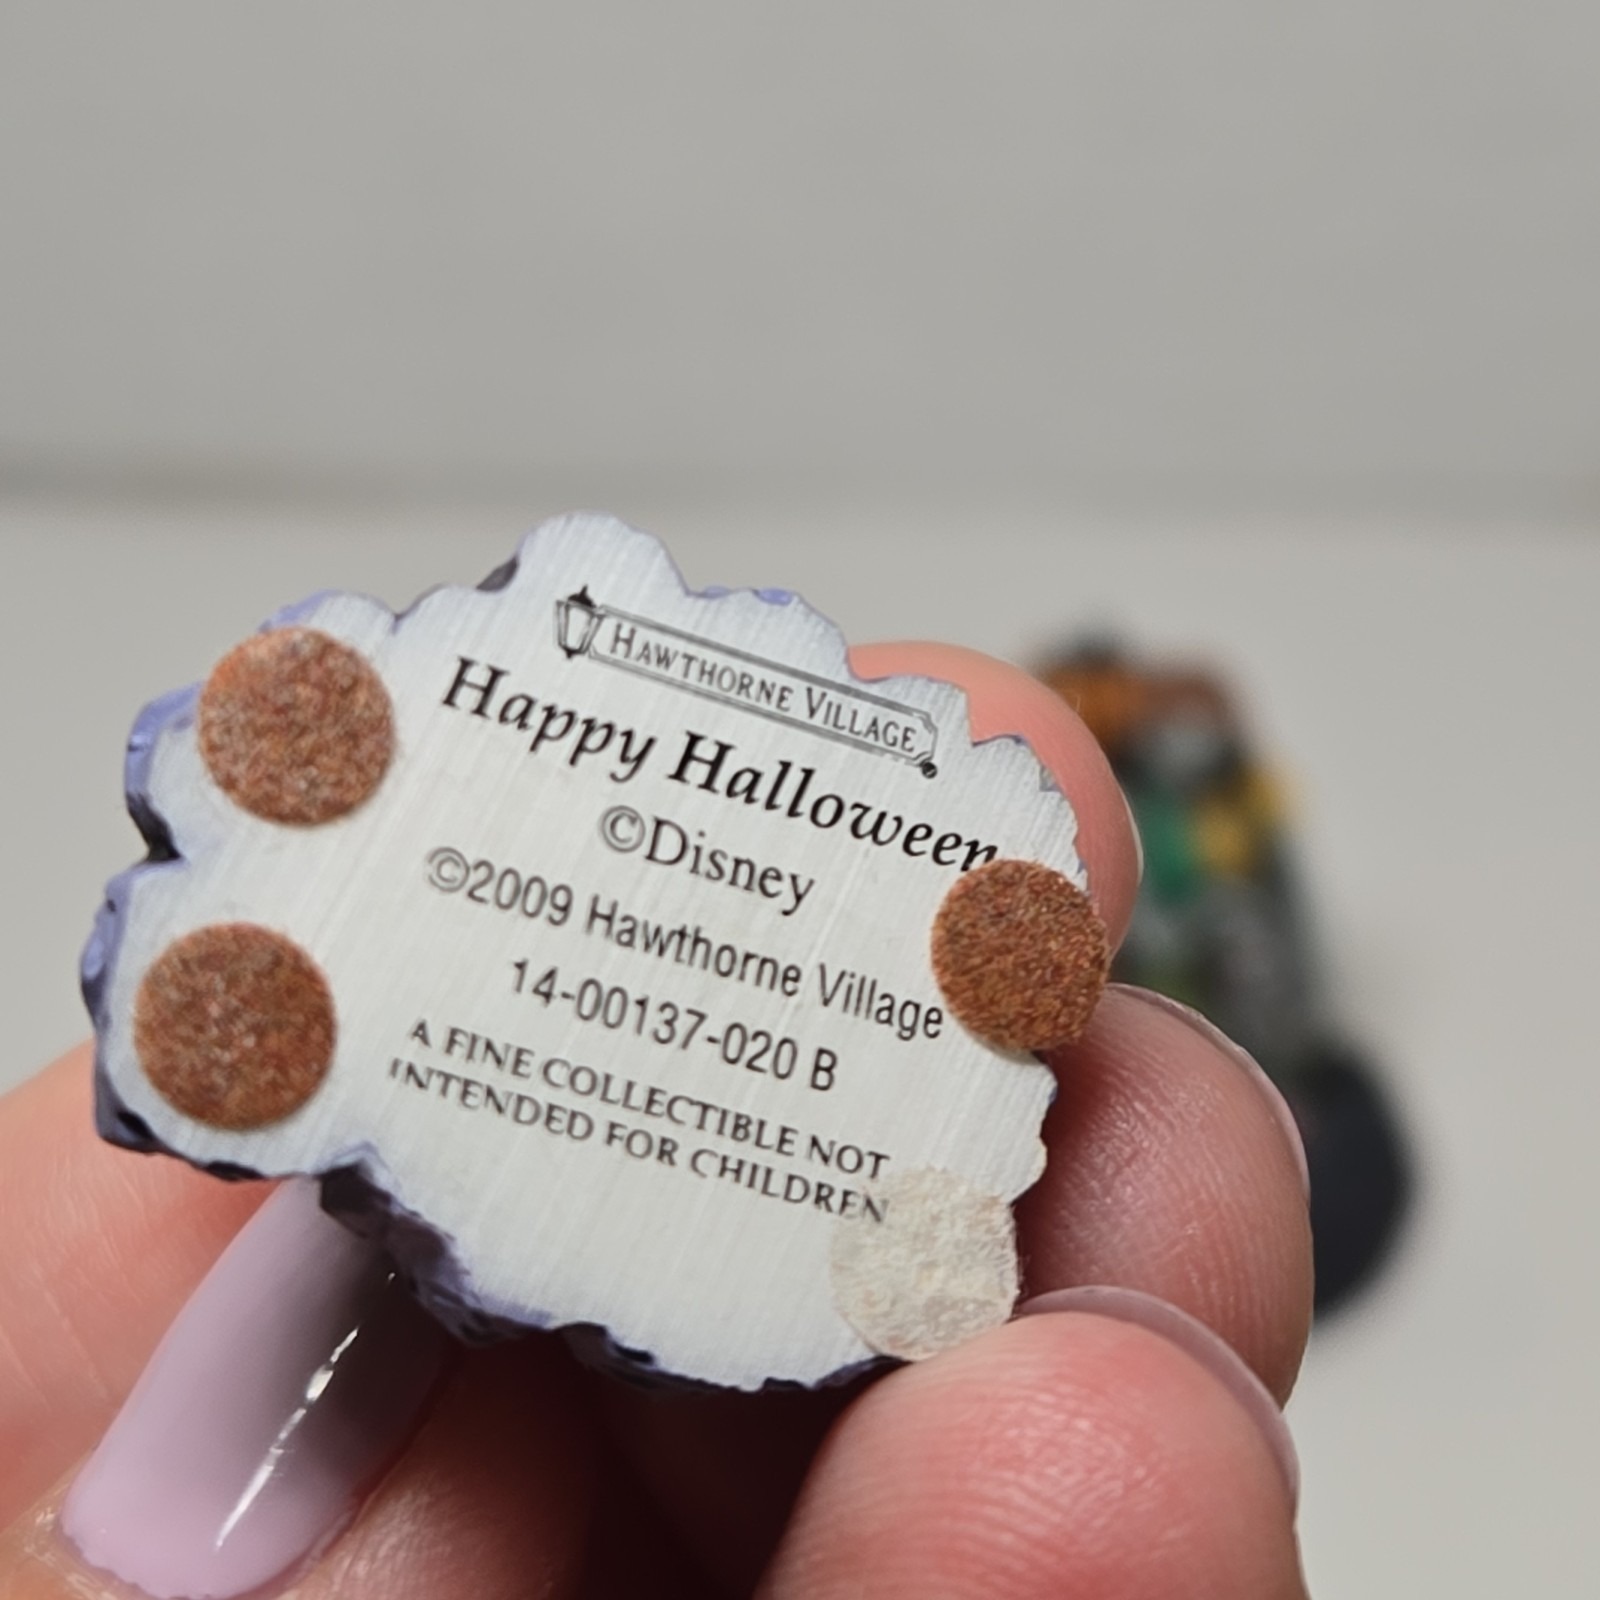 HAWTHORNE VILLAGE
Happy Halloween
©Disney
©2009 Hawthorne Village
14-00137-020 B
A FINE COLLECTIBLE NOT
INTENDED FOR CHILDREN